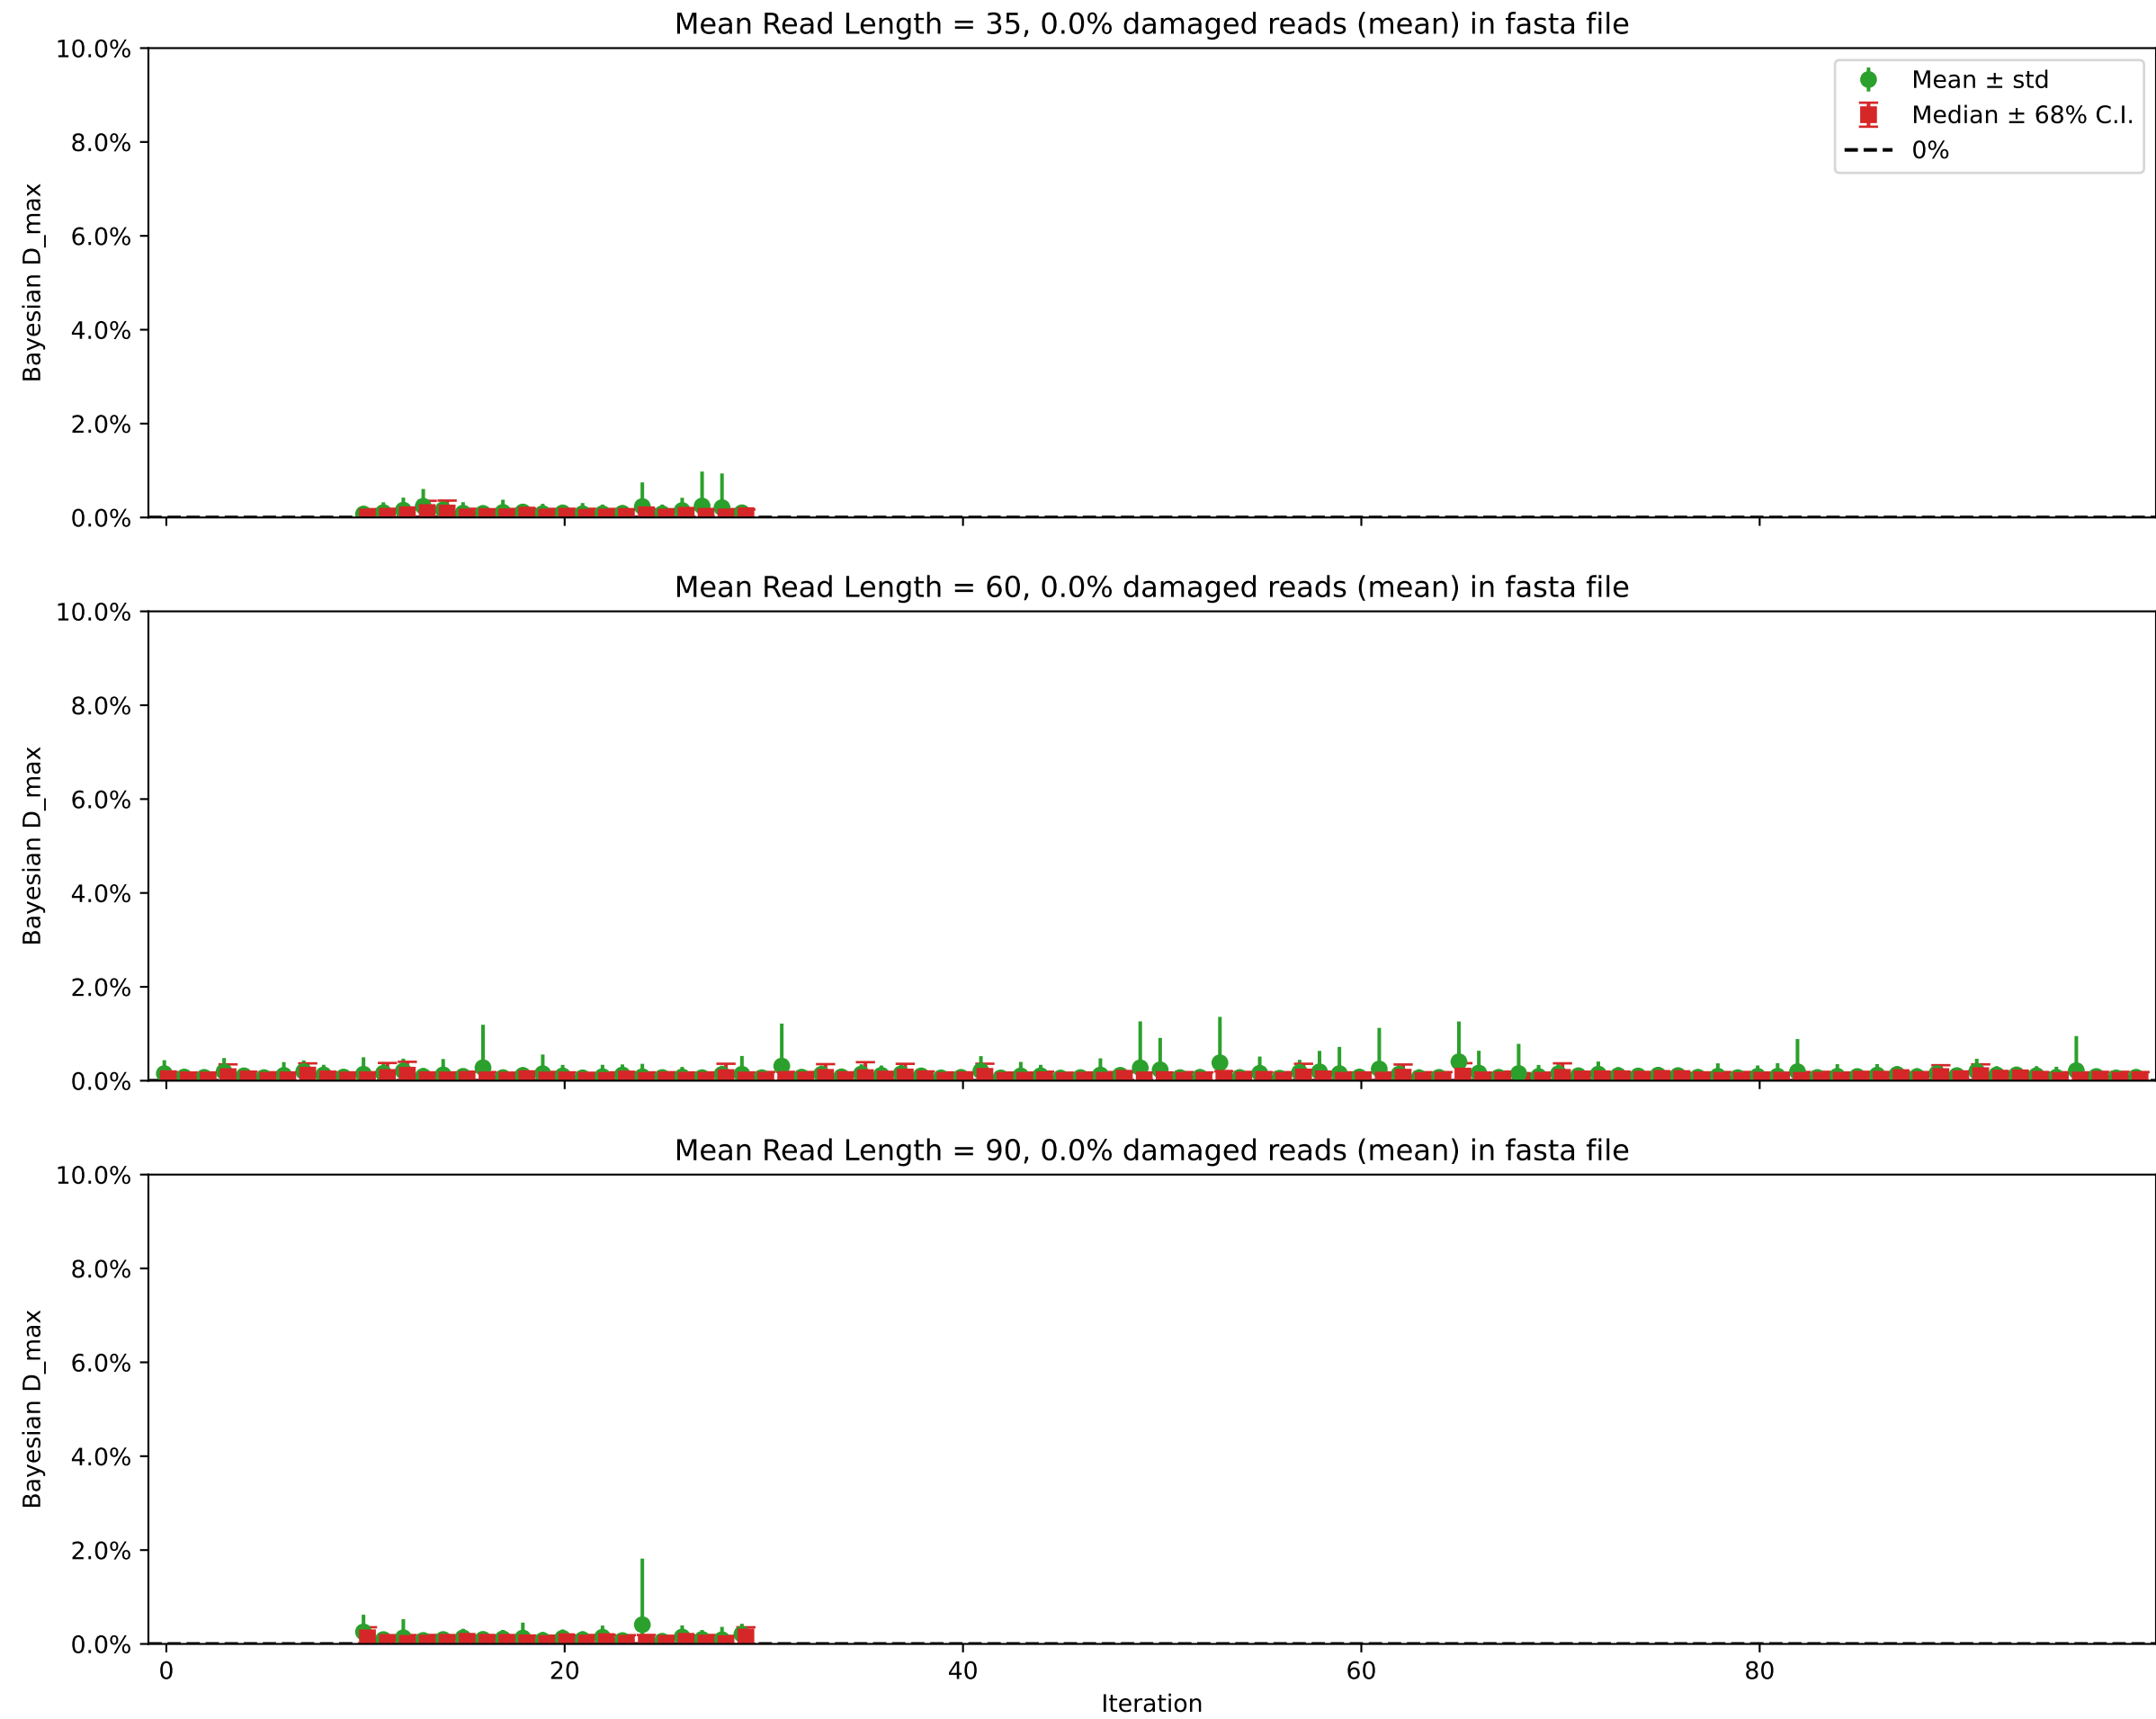 Mean Read Length = 35, 0.0% damaged reads (mean) in fasta file
10.0%
8.0%
6.0%
4.0%
2.0%
0.0%
Bayesian D_max
Mean ± std
Median ± 68% C.I.
0%
Mean Read Length = 60, 0.0% damaged reads (mean) in fasta file
10.0%
8.0%
6.0%
4.0%
2.0%
0.0%
Bayesian D_max
Mean Read Length = 90, 0.0% damaged reads (mean) in fasta file
10.0%
8.0%
6.0%
4.0%
2.0%
0.0%
Bayesian D_max
0 20 40 60 80
Iteration